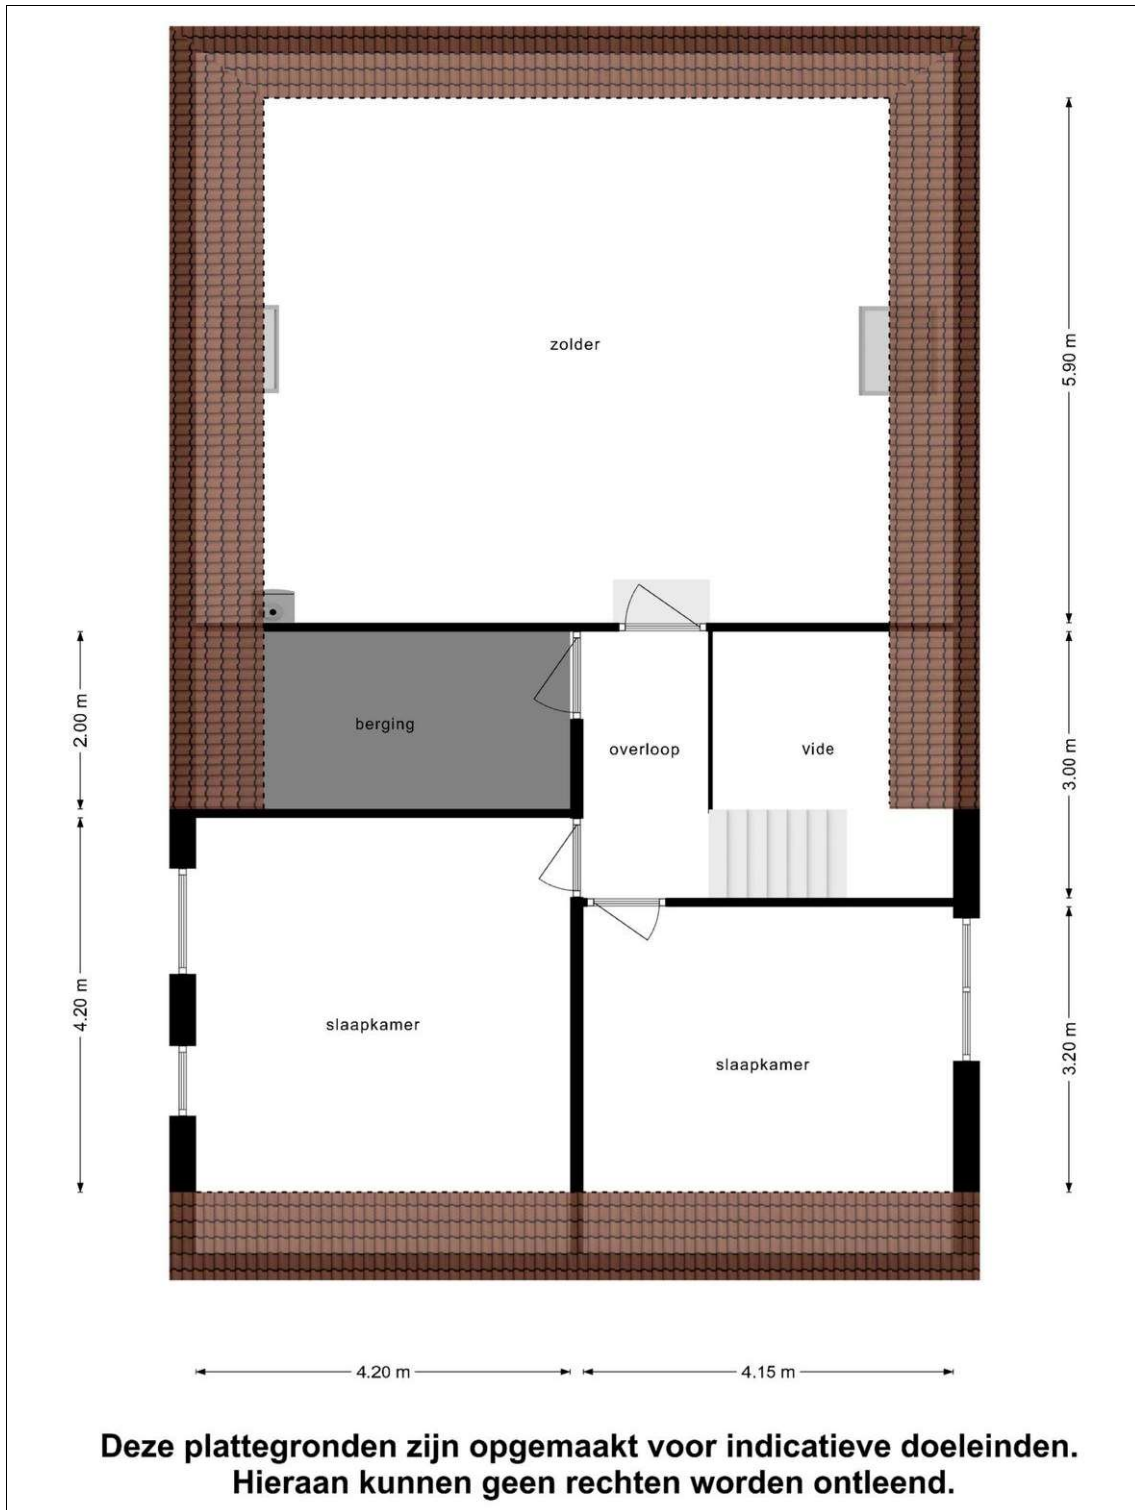 zolder
5.90 m
berging
overloop
vide
2.00 m
3.00 m
slaapkamer
slaapkamer
4.20 m
3.20 m
4.20 m
4.15 m
Deze plattegronden zijn opgemaakt voor indicatieve doeleinden.
Hieraan kunnen geen rechten worden ontleend.